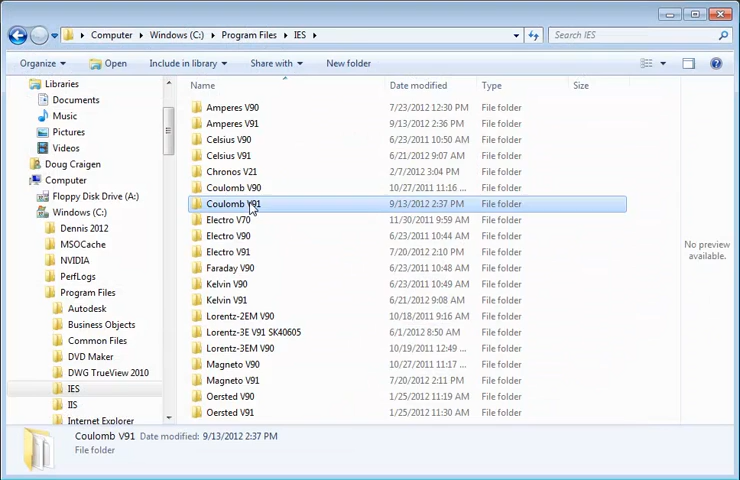 Computer ▸ Windows (C:) ▸ Program Files ▸ IES ▸
Search IES
Organize Open Include in library Share with New folder
Name Date modified Type Size
Libraries
Documents
Music
Pictures
Videos
Doug Craigen
Computer
Floppy Disk Drive (A:)
Windows (C:)
Dennis 2012
MSOCache
NVIDIA
PerfLogs
Program Files
Autodesk
Business Objects
Common Files
DVD Maker
DWG TrueView 2010
IES
IIS
Internet Explorer
Amperes V90 7/23/2012 12:30 PM File folder
Amperes V91 9/13/2012 2:36 PM File folder
Celsius V90 6/23/2011 10:50 AM File folder
Celsius V91 6/21/2012 9:07 AM File folder
Chronos V21 2/7/2012 3:04 PM File folder
Coulomb V90 10/27/2011 11:16 ... File folder
Coulomb V91 9/13/2012 2:37 PM File folder
Electro V70 11/30/2011 9:59 AM File folder
Electro V90 6/23/2011 10:44 AM File folder
Electro V91 7/20/2012 2:10 PM File folder
Faraday V90 6/23/2011 10:48 AM File folder
Kelvin V90 6/23/2011 10:49 AM File folder
Kelvin V91 6/21/2012 9:08 AM File folder
Lorentz-2EM V90 10/18/2011 9:16 AM File folder
Lorentz-3E V91 SK40605 6/1/2012 8:50 AM File folder
Lorentz-3EM V90 10/19/2011 12:49 ... File folder
Magneto V90 10/27/2011 11:17 ... File folder
Magneto V91 7/20/2012 2:11 PM File folder
Oersted V90 1/25/2012 11:19 AM File folder
Oersted V91 1/25/2012 11:30 AM File folder
No preview
available.
Coulomb V91 Date modified: 9/13/2012 2:37 PM
File folder